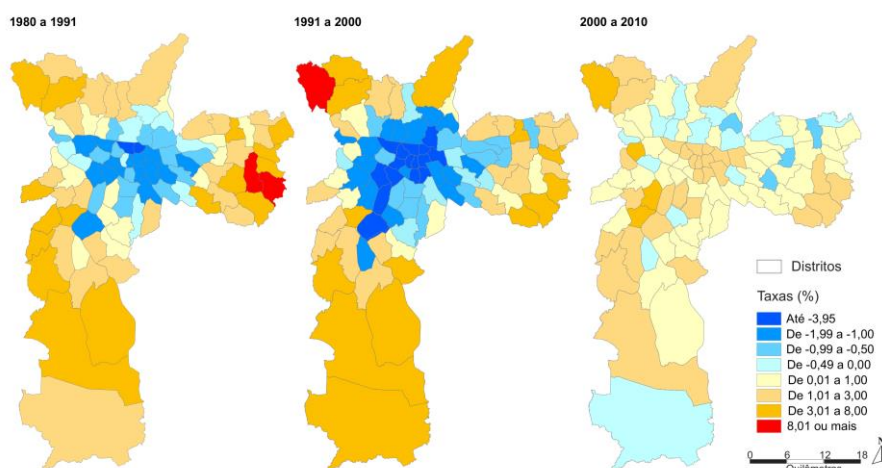 1980 a 1991
1991 a 2000
2000 a 2010
Distritos
Taxas (%)
Até -3,95
De -1,99 a -1,00
De -0,99 a -0,50
De -0,49 a 0,00
De 0,01 a 1,00
De 1,01 a 3,00
De 3,01 a 8,00
8,01 ou mais
N
0 6 12 18
Quilômetros